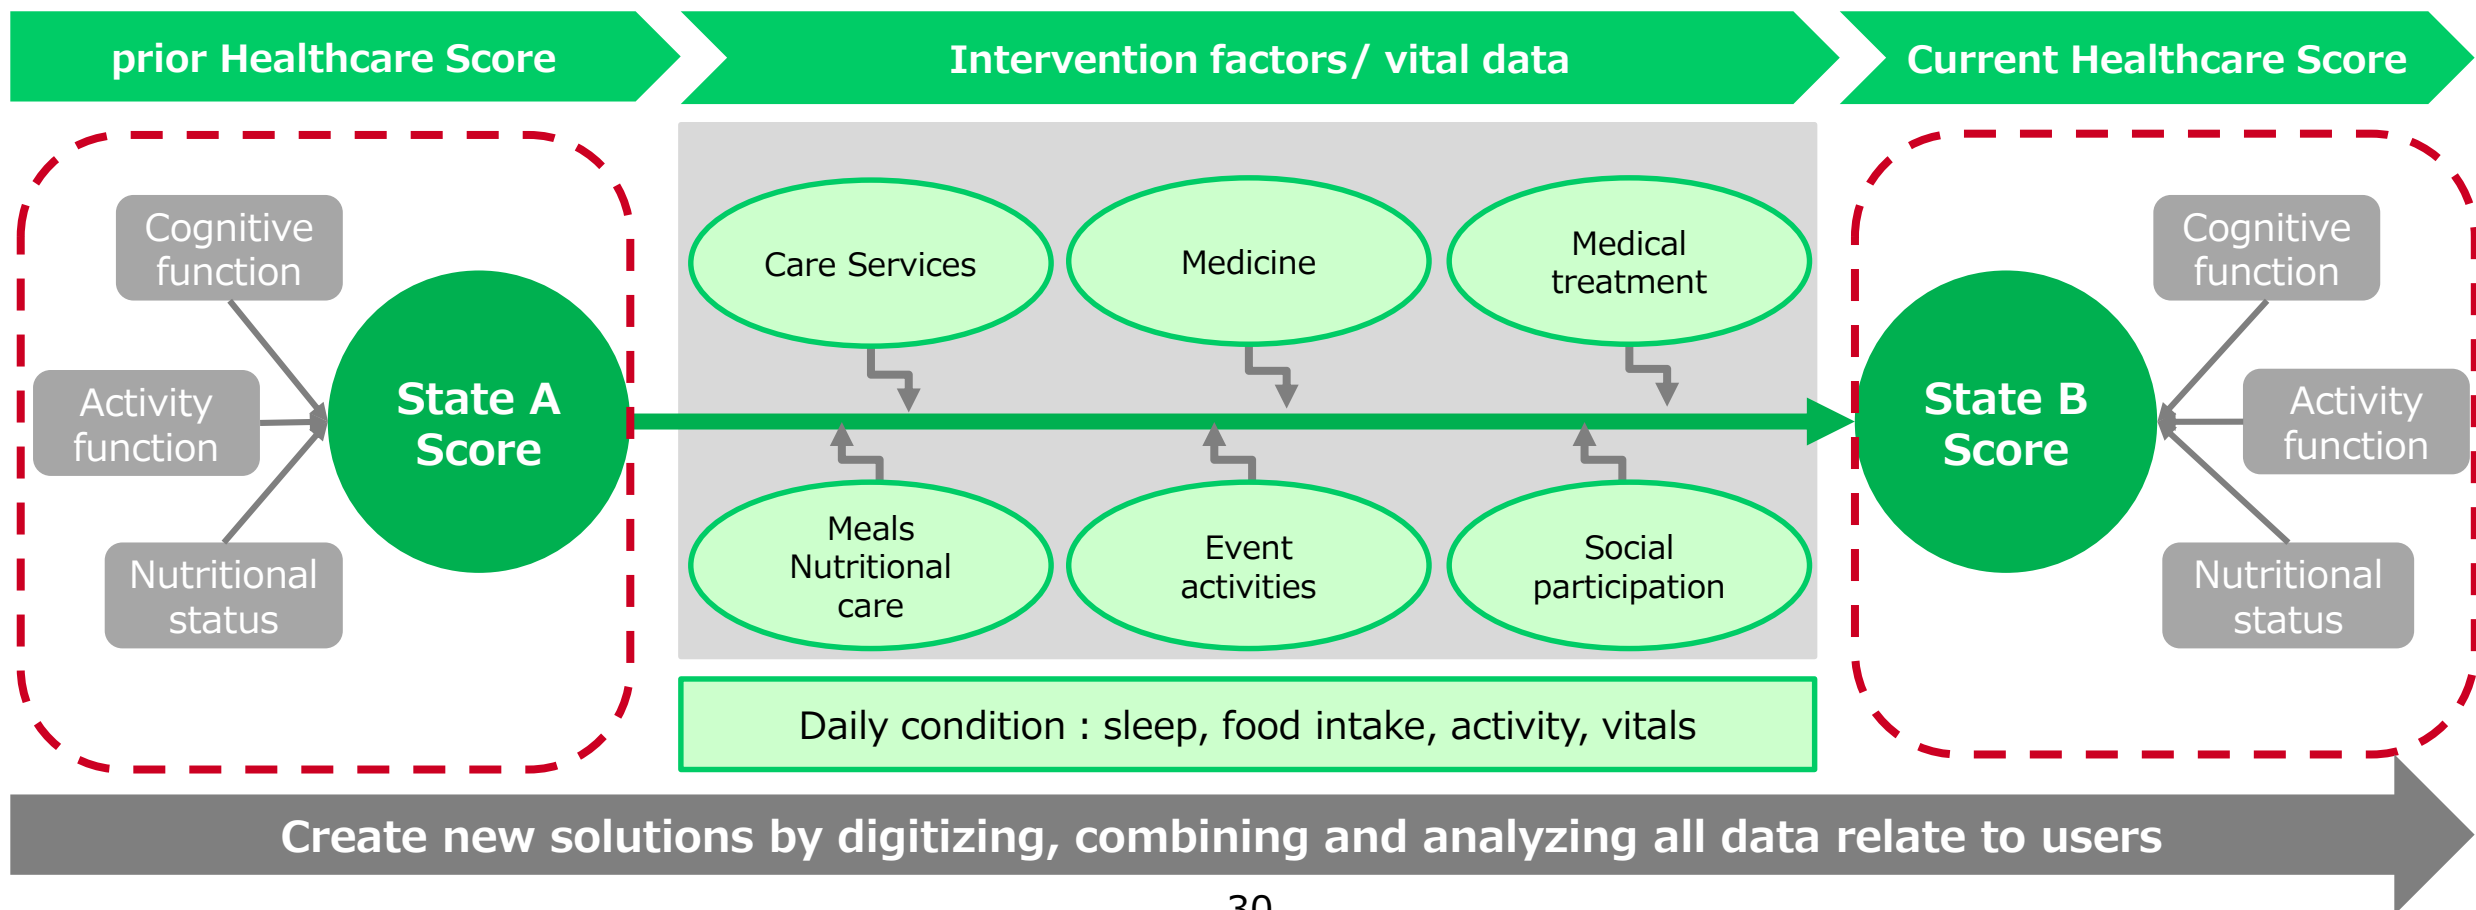 prior Healthcare Score
Intervention factors/ vital data
Current Healthcare Score
Cognitive
function
Activity
function
Nutritional
status
State A
Score
Care Services
Medicine
Medical
treatment
Meals
Nutritional
care
Event
activities
Social
participation
Daily condition : sleep, food intake, activity, vitals
State B
Score
Cognitive
function
Activity
function
Nutritional
status
Create new solutions by digitizing, combining and analyzing all data relate to users
30